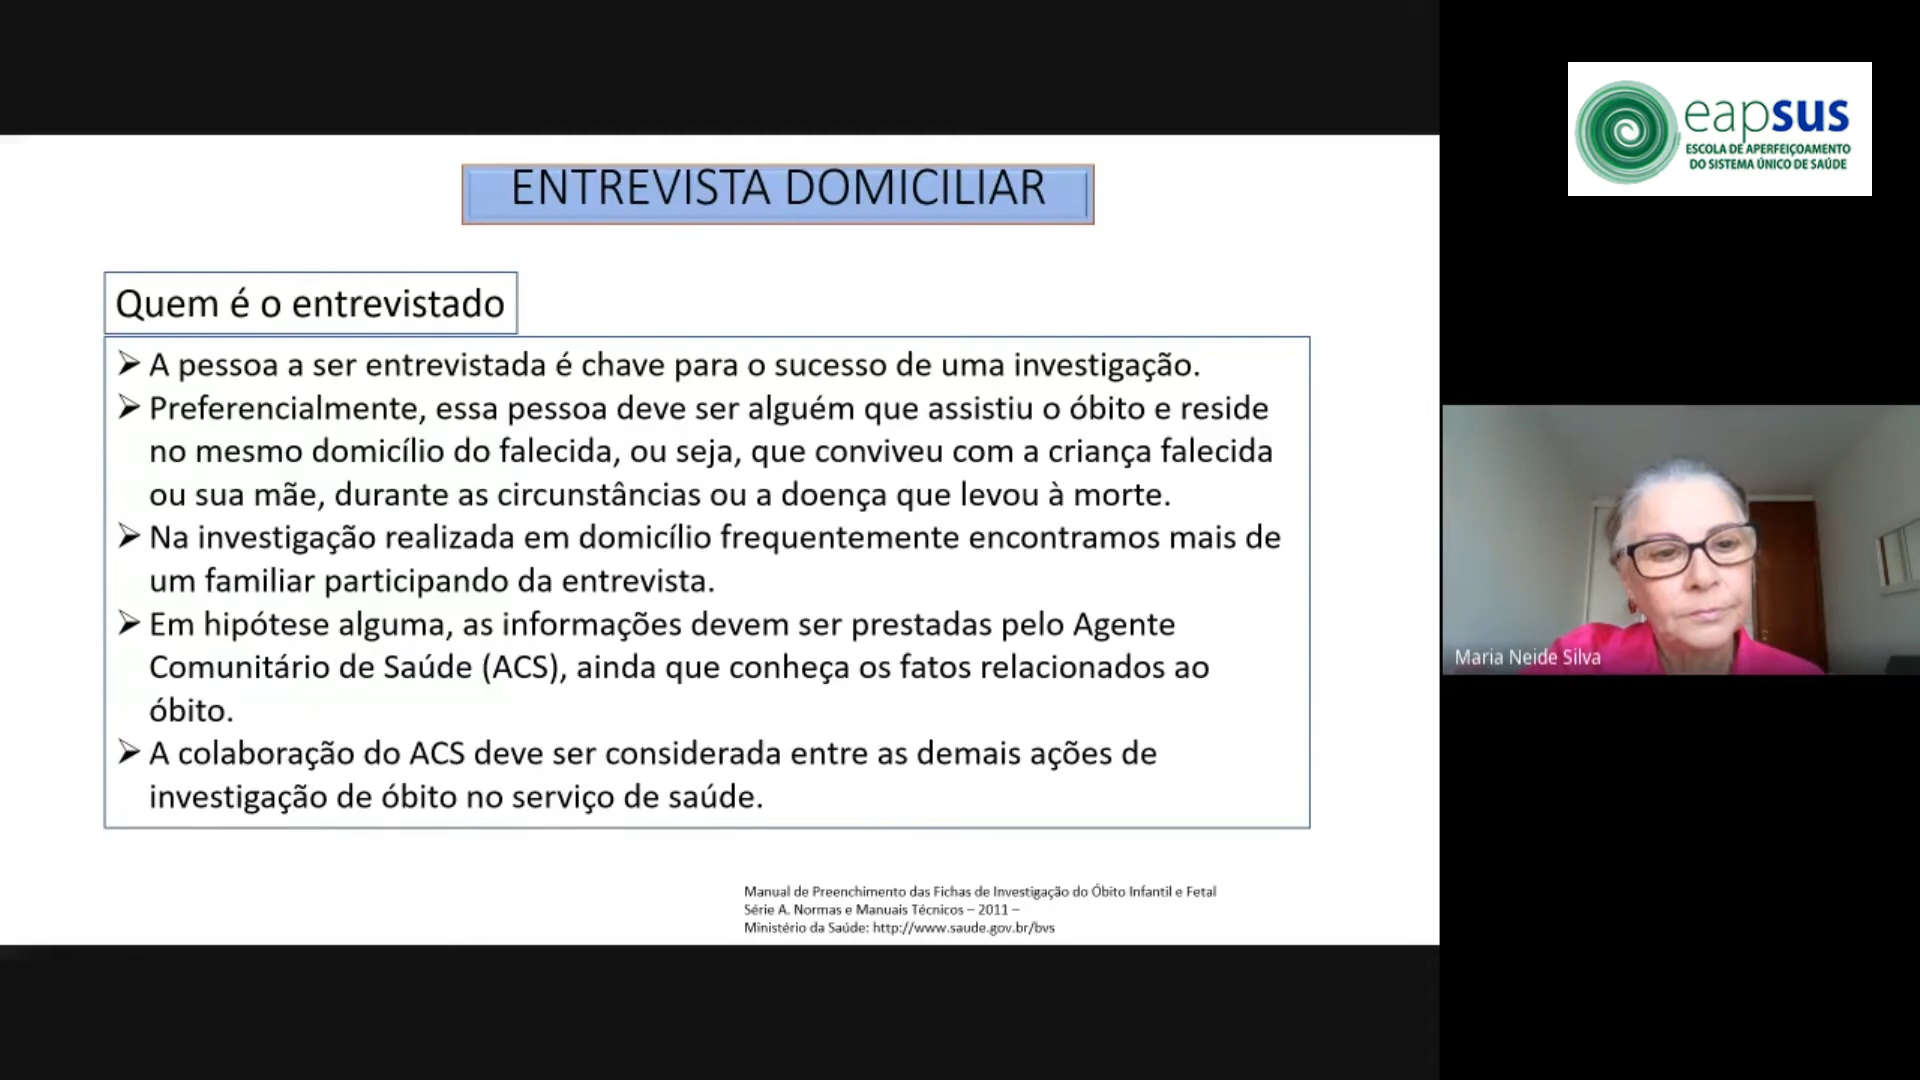 ENTREVISTA DOMICILIAR
Quem é o entrevistado
➢ A pessoa a ser entrevistada é chave para o sucesso de uma investigação.
➢ Preferencialmente, essa pessoa deve ser alguém que assistiu o óbito e reside
no mesmo domicílio do falecida, ou seja, que conviveu com a criança falecida
ou sua mãe, durante as circunstâncias ou a doença que levou à morte.
➢ Na investigação realizada em domicílio frequentemente encontramos mais de
um familiar participando da entrevista.
➢ Em hipótese alguma, as informações devem ser prestadas pelo Agente
Comunitário de Saúde (ACS), ainda que conheça os fatos relacionados ao
óbito.
➢ A colaboração do ACS deve ser considerada entre as demais ações de
investigação de óbito no serviço de saúde.
Manual de Preenchimento das Fichas de Investigação do Óbito Infantil e Fetal
Série A. Normas e Manuais Técnicos – 2011 –
Ministério da Saúde: http://www.saude.gov.br/bvs
eapsus
ESCOLA DE APERFEIÇOAMENTO
DO SISTEMA ÚNICO DE SAÚDE
Maria Neide Silva